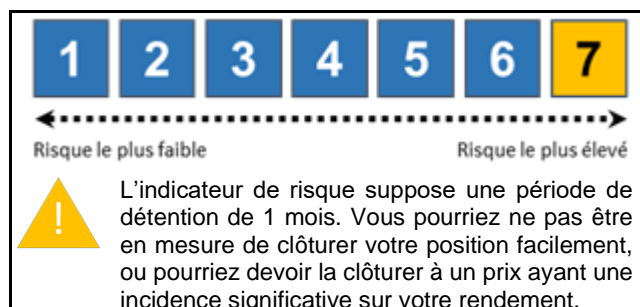 1 2 3 4 5 6 7
Risque le plus faible Risque le plus élevé
!
L'indicateur de risque suppose une période de
détention de 1 mois. Vous pourriez ne pas être
en mesure de clôturer votre position facilement,
ou pourriez devoir la clôturer à un prix ayant une
incidence significative sur votre rendement.